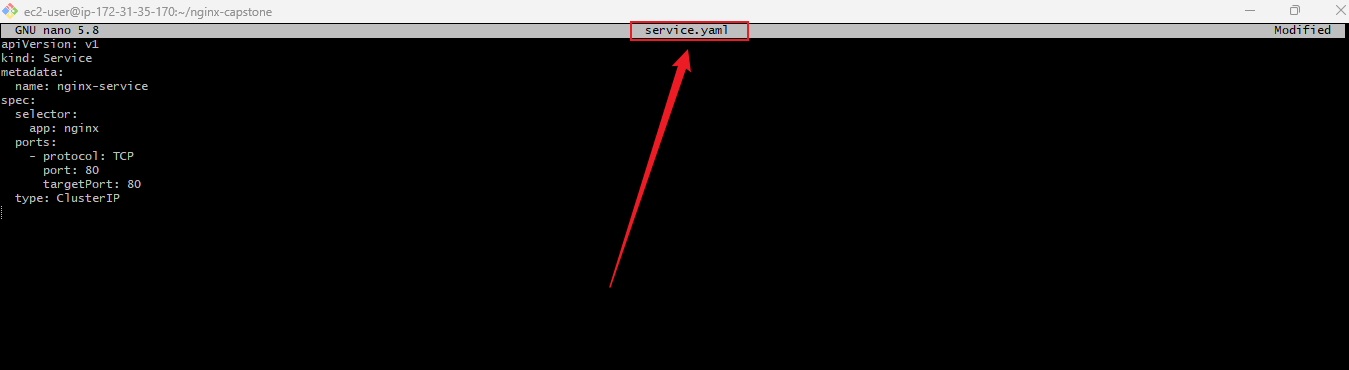 ec2-user@ip-172-31-35-170:~/nginx-capstone
GNU nano 5.8 service.yaml Modified
apiVersion: v1
kind: Service
metadata:
  name: nginx-service
spec:
  selector:
    app: nginx
  ports:
    - protocol: TCP
      port: 80
      targetPort: 80
  type: ClusterIP